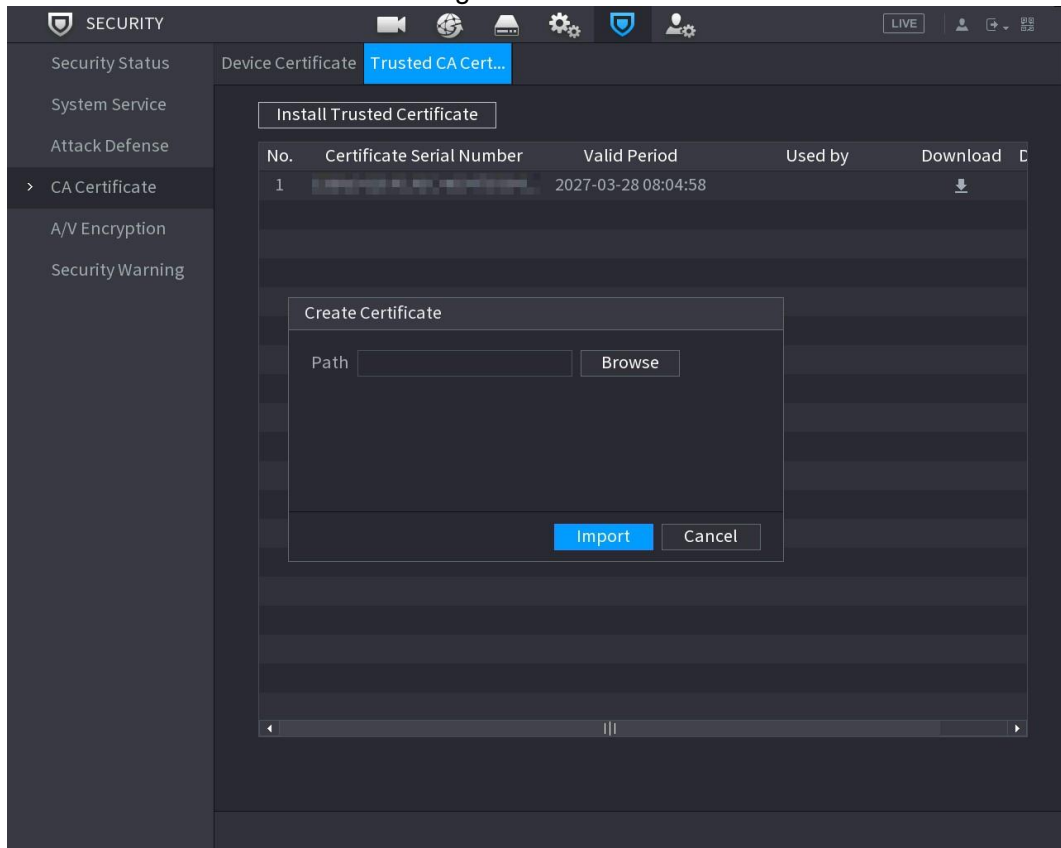 SECURITY
LIVE
Security Status
System Service
Attack Defense
CA Certificate
A/V Encryption
Security Warning
Device Certificate Trusted CA Cert...
Install Trusted Certificate
No. Certificate Serial Number Valid Period Used by Download D
1 2027-03-28 08:04:58
Create Certificate
Path Browse
Import Cancel